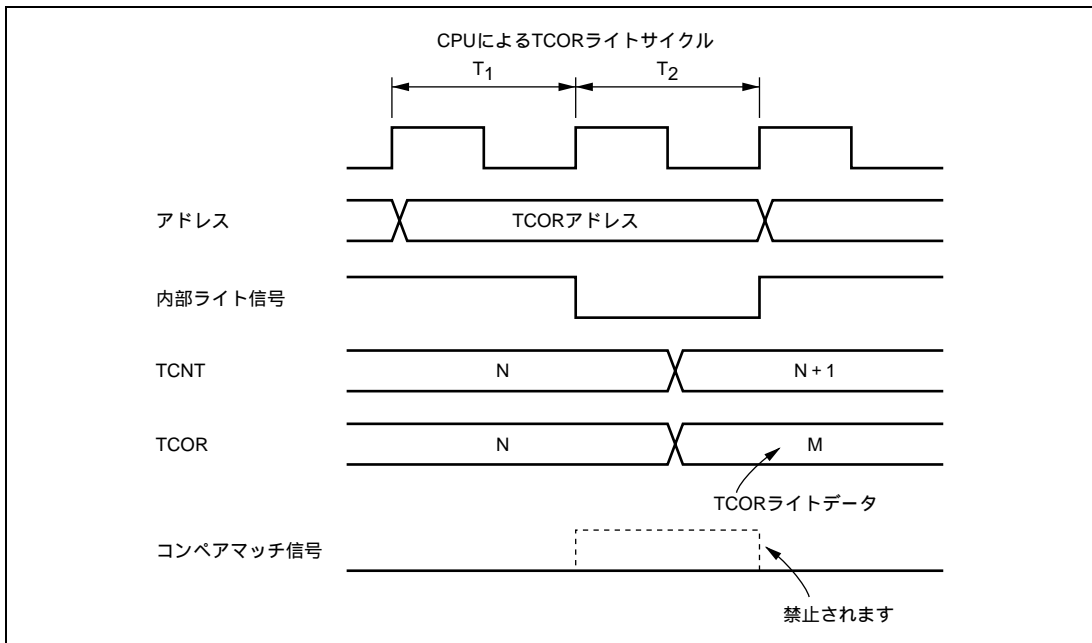 CPUによるTCORライトサイクル
T1 T2
アドレス TCORアドレス
内部ライト信号
TCNT N N + 1
TCOR N M
TCORライトデータ
コンペアマッチ信号
禁止されます